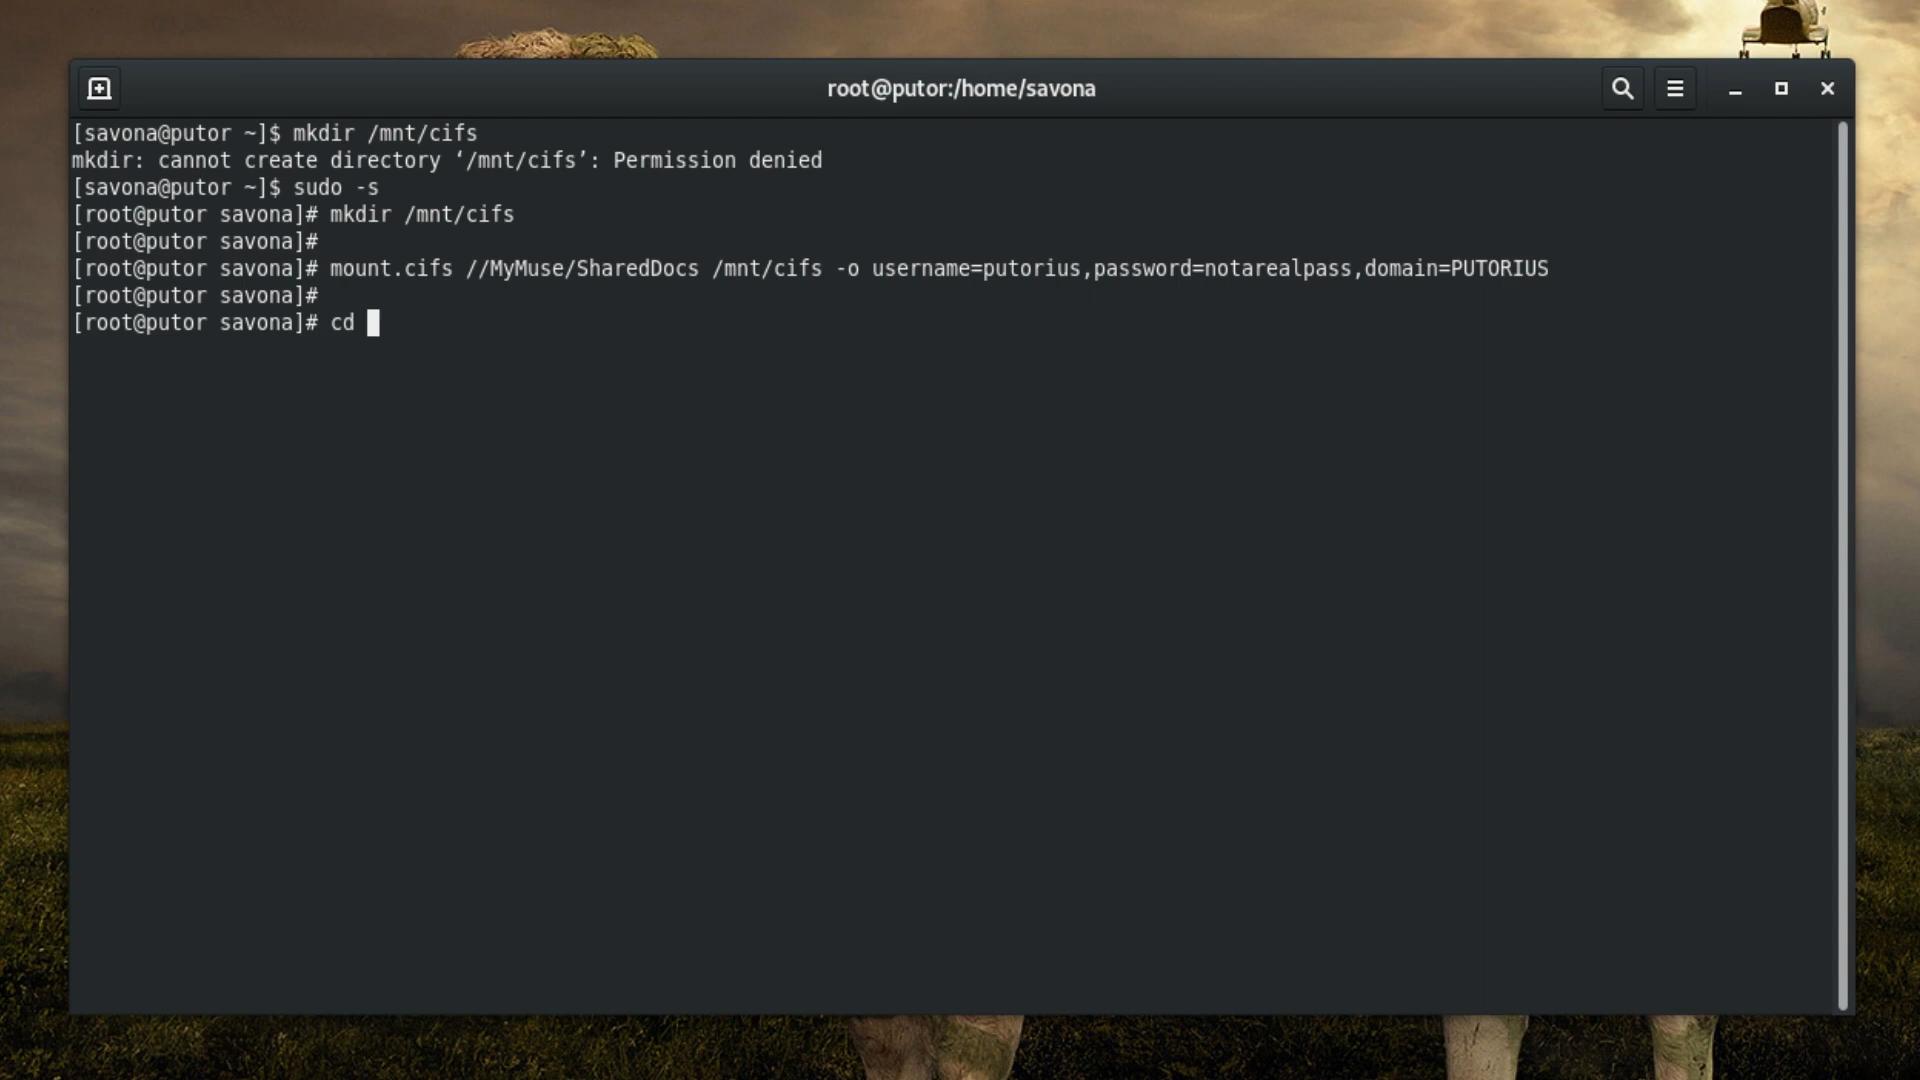 root@putor:/home/savona
[savona@putor ~]$ mkdir /mnt/cifs
mkdir: cannot create directory ‘/mnt/cifs’: Permission denied
[savona@putor ~]$ sudo -s
[root@putor savona]# mkdir /mnt/cifs
[root@putor savona]#
[root@putor savona]# mount.cifs //MyMuse/SharedDocs /mnt/cifs -o username=putorius,password=notarealpass,domain=PUTORIUS
[root@putor savona]#
[root@putor savona]# cd